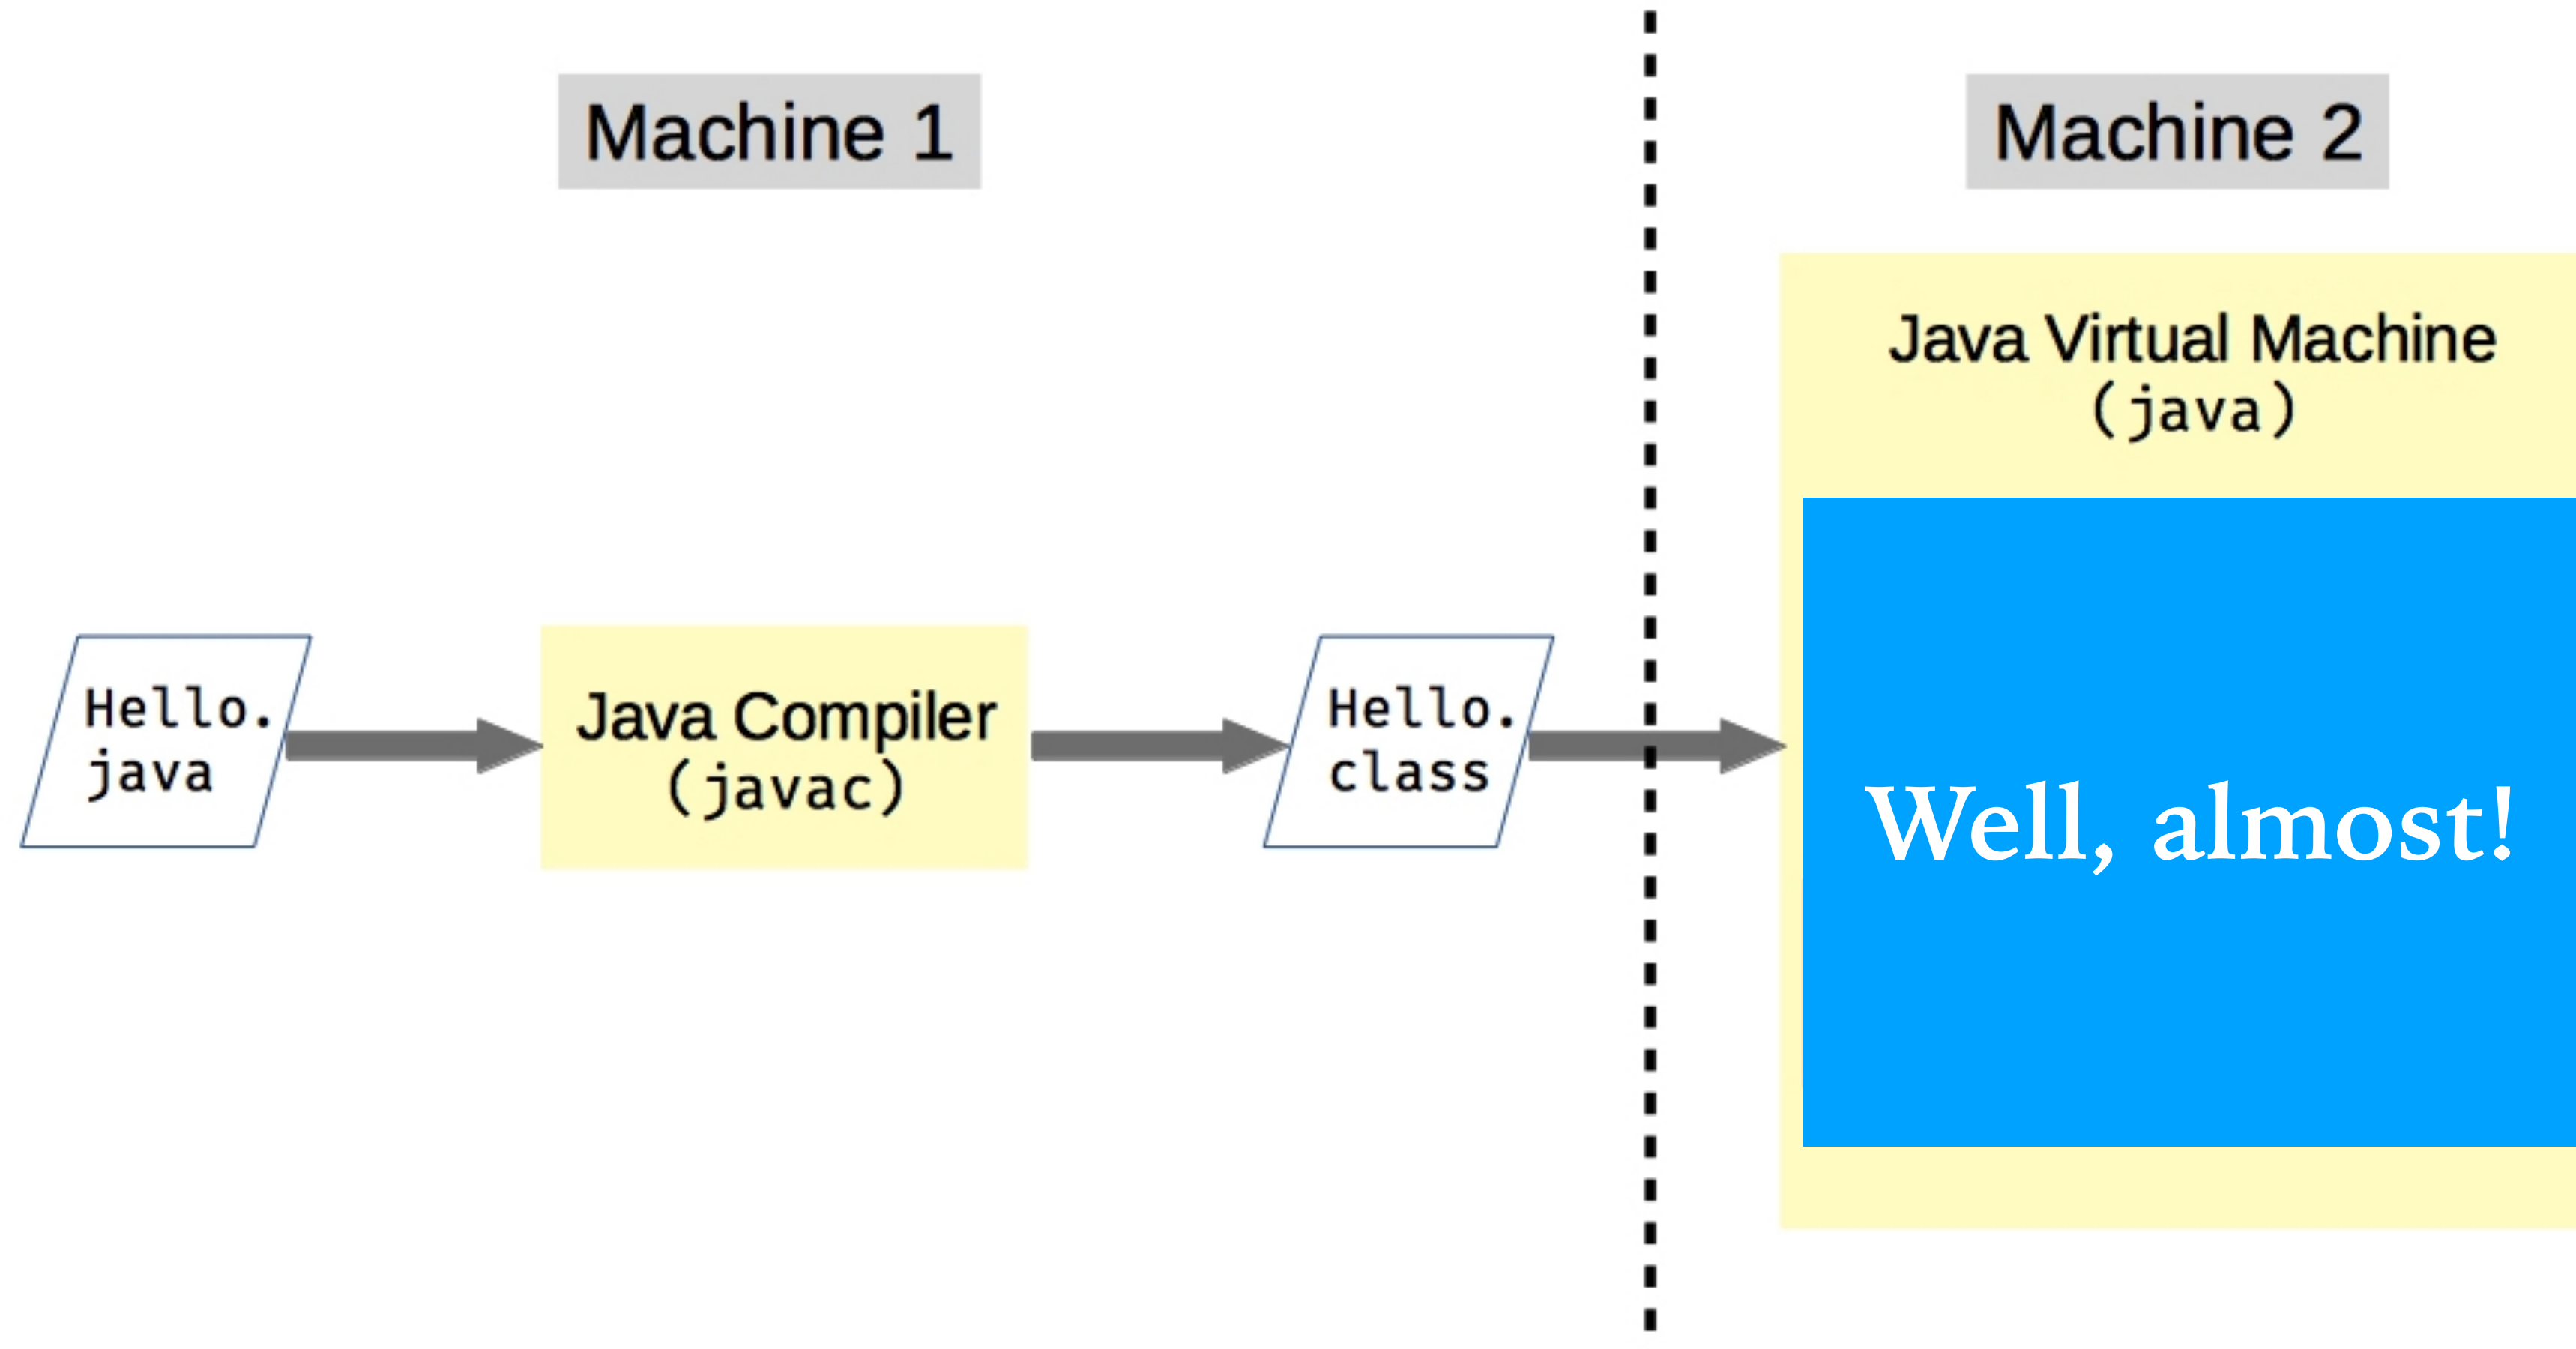 Machine 1
Machine 2
Java Virtual Machine
(java)
Hello.
java
Java Compiler
(javac)
Hello.
class
Well, almost!